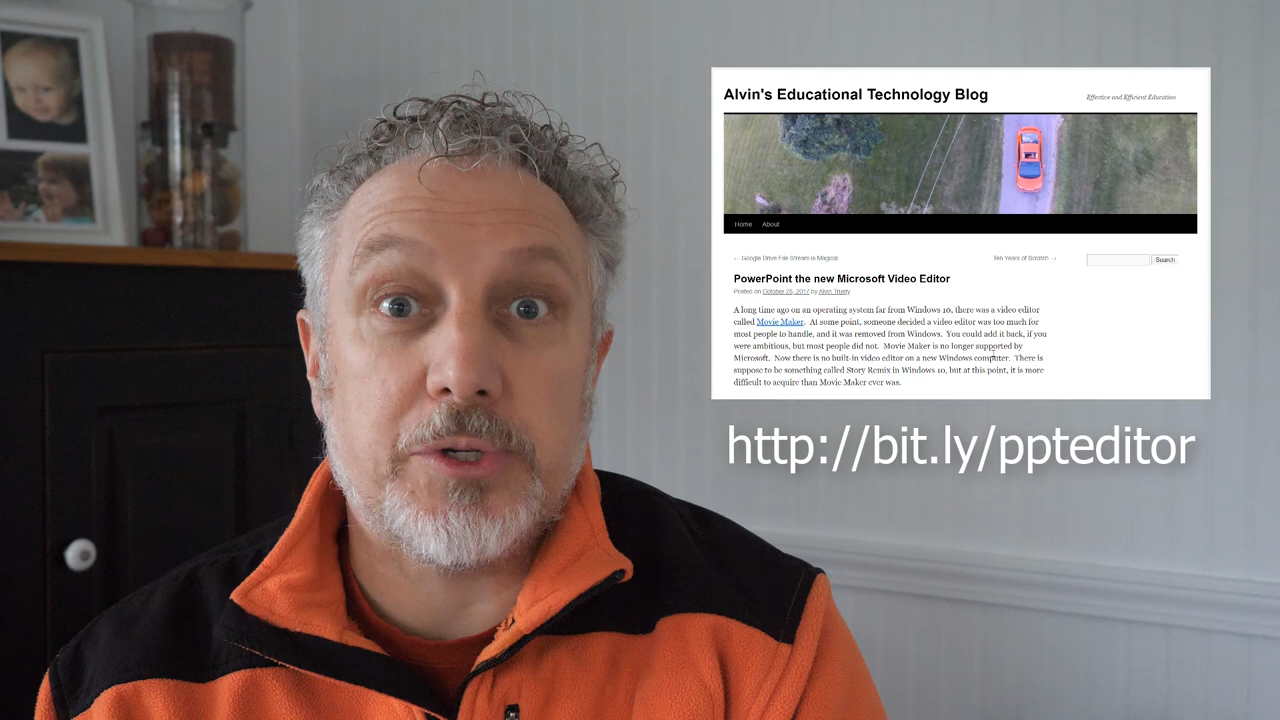 Alvin's Educational Technology Blog
Effective and Efficient Education
Home About
← Google Drive File Stream is Magical
Ten Years of Scratch →
Search
PowerPoint the new Microsoft Video Editor
Posted on October 25, 2017 by Alvin Trusty
A long time ago on an operating system far from Windows 10, there was a video editor
called Movie Maker. At some point, someone decided a video editor was too much for
most people to handle, and it was removed from Windows. You could add it back, if you
were ambitious, but most people did not. Movie Maker is no longer supported by
Microsoft. Now there is no built-in video editor on a new Windows computer. There is
suppose to be something called Story Remix in Windows 10, but at this point, it is more
difficult to acquire than Movie Maker ever was.
http://bit.ly/ppteditor